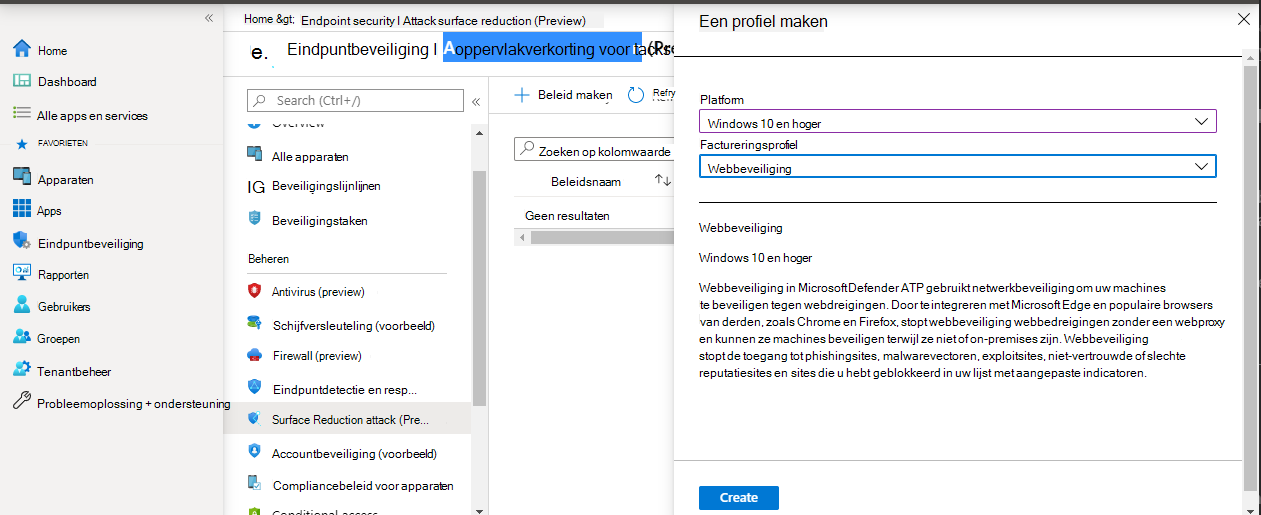 Home &gt; Endpoint security I Attack surface reduction (Preview)
Een profiel maken
Home
Dashboard
Alle apps en services
FAVORIETEN
Apparaten
Apps
Eindpuntbeveiliging
Rapporten
Gebruikers
Groepen
Tenantbeheer
Probleemoplossing + ondersteuning
e. Eindpuntbeveiliging I Aoppervlakverkorting voor tacks (Pre
Search (Ctrl+/)
Overview
Alle apparaten
IG Beveiligingslijnlijnen
Beveiligingstaken
Beheren
Antivirus (preview)
Schijfversleuteling (voorbeeld)
Firewall (preview)
Eindpuntdetectie en resp...
Surface Reduction attack (Pre...
Accountbeveiliging (voorbeeld)
Compliancebeleid voor apparaten
Conditional access
Beleid maken
Zoeken op kolomwaarde
Beleidsnaam
Geen resultaten
Platform
Windows 10 en hoger
Factureringsprofiel
Webbeveiliging
Webbeveiliging
Windows 10 en hoger
Webbeveiliging in Microsoft Defender ATP gebruikt netwerkbeveiliging om uw machines
te beveiligen tegen webdreigingen. Door te integreren met Microsoft Edge en populaire browsers
van derden, zoals Chrome en Firefox, stopt webbeveiliging webbedreigingen zonder een webproxy
en kunnen ze machines beveiligen terwijl ze niet of on-premises zijn. Webbeveiliging
stopt de toegang tot phishingsites, malwarevectoren, exploitsites, niet-vertrouwde of slechte
reputatiesites en sites die u hebt geblokkeerd in uw lijst met aangepaste indicatoren.
Create